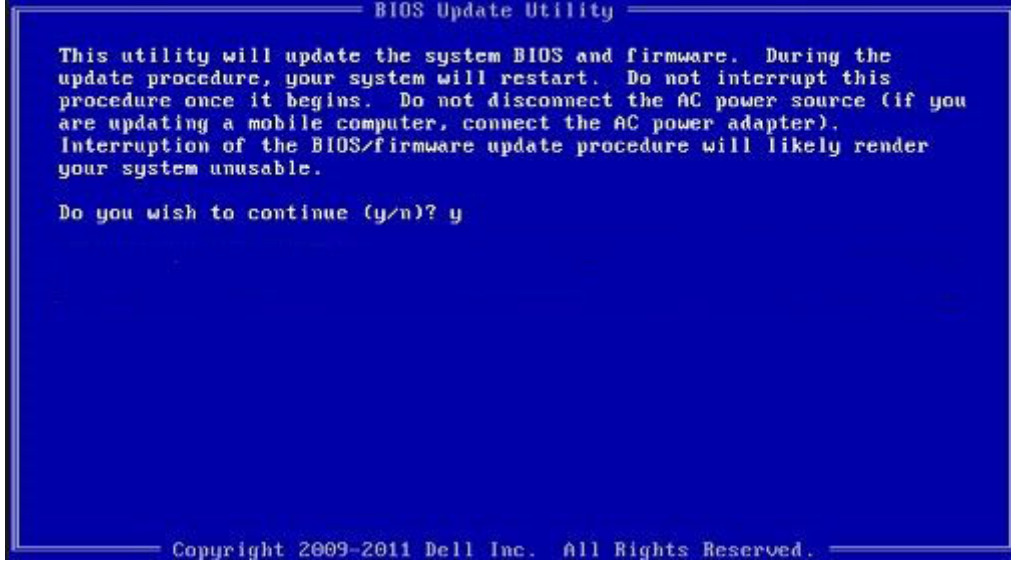 BIOS Update Utility
This utility will update the system BIOS and firmware.  During the
update procedure, your system will restart.  Do not interrupt this
procedure once it begins.  Do not disconnect the AC power source (if you
are updating a mobile computer, connect the AC power adapter).
Interruption of the BIOS/firmware update procedure will likely render
your system unusable.
Do you wish to continue (y/n)? y
Copyright 2009-2011 Dell Inc.  All Rights Reserved.